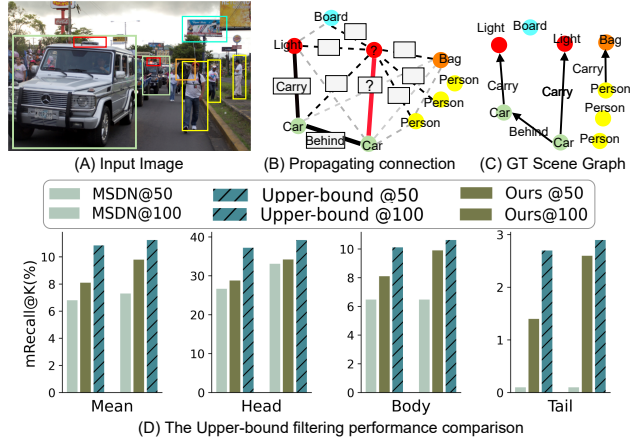 (A) Input Image
Board
Light
?
Bag
Carry
?
Person
Person
Person
Car
Behind
Car
(B) Propagating connection
Light
Board
Light
Bag
Carry
Carry
Carry
Person
Person
Person
Car
Behind
Car
(C) GT Scene Graph
MSDN@50
Upper-bound @50
Ours @50
MSDN@100
Upper-bound @100
Ours@100
mRecall@K(%)
0
2
4
6
8
10
Mean
0
10
20
30
40
Head
0
2
4
6
8
10
Body
0
1
2
3
Tail
(D) The Upper-bound filtering performance comparison